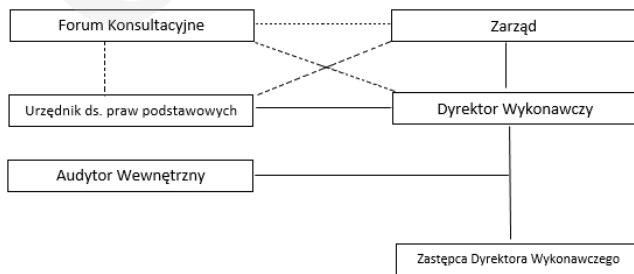 Forum Konsultacyjne
Zarząd
Urzędnik ds. praw podstawowych
Dyrektor Wykonawczy
Audytor Wewnętrzny
Zastępca Dyrektora Wykonawczego